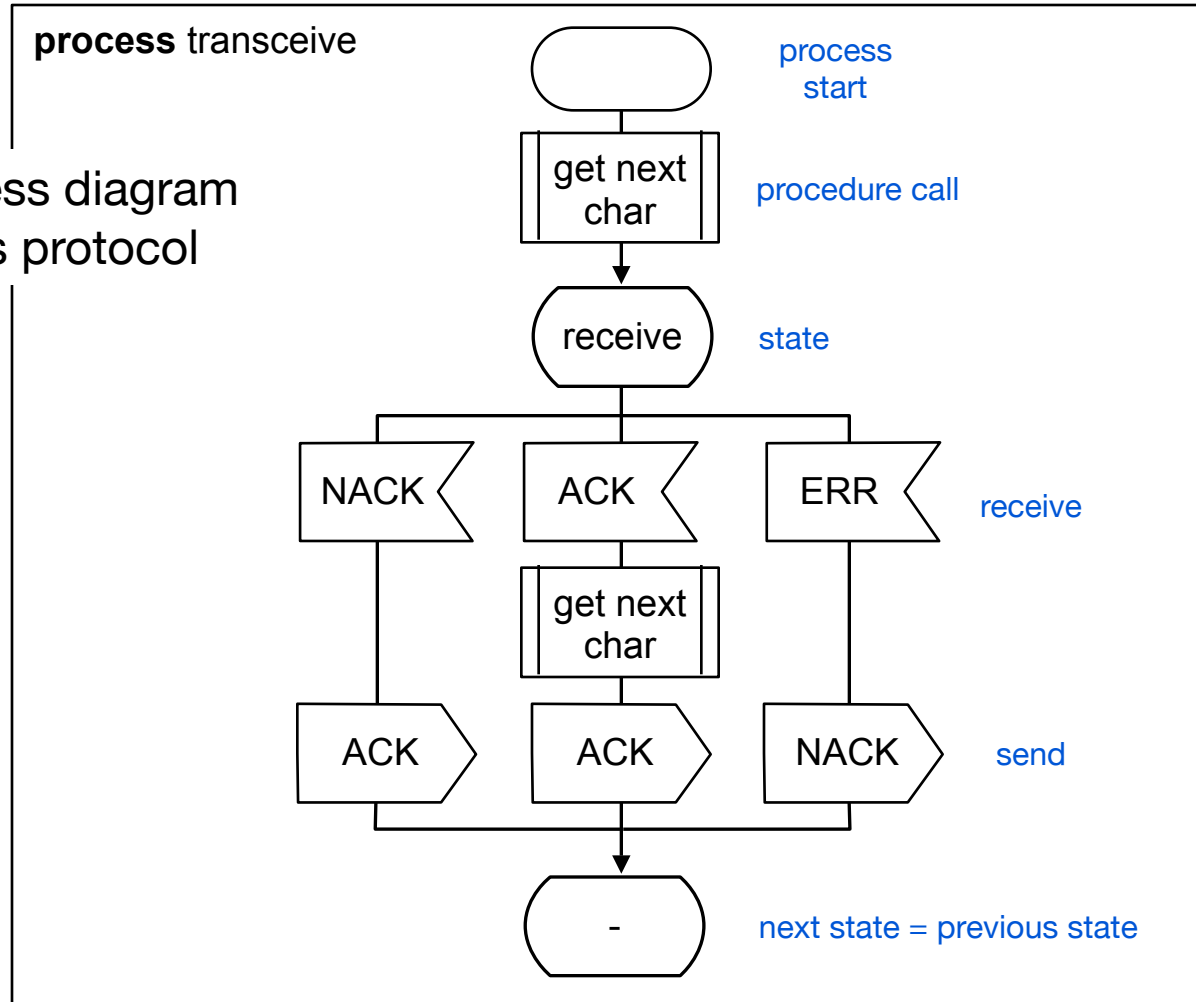 process transceive
process
start
ess diagram
s protocol
get next
char
procedure call
receive
state
NACK
ACK
ERR
receive
get next
char
ACK
ACK
NACK
send
-
next state = previous state